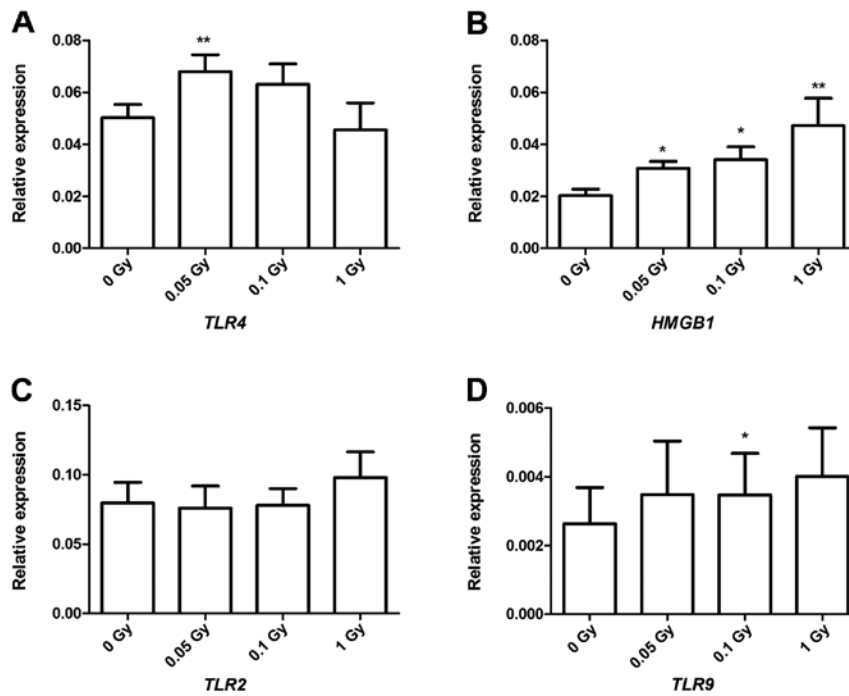 A
Relative expression
0.08
0.06
0.04
0.02
0.00
**
0 Gy
0.05 Gy
0.1 Gy
1 Gy
TLR4
B
Relative expression
0.08
0.06
0.04
0.02
0.00
*
*
**
0 Gy
0.05 Gy
0.1 Gy
1 Gy
HMGB1
C
Relative expression
0.15
0.10
0.05
0.00
0 Gy
0.05 Gy
0.1 Gy
1 Gy
TLR2
D
Relative expression
0.006
0.004
0.002
0.000
*
0 Gy
0.05 Gy
0.1 Gy
1 Gy
TLR9